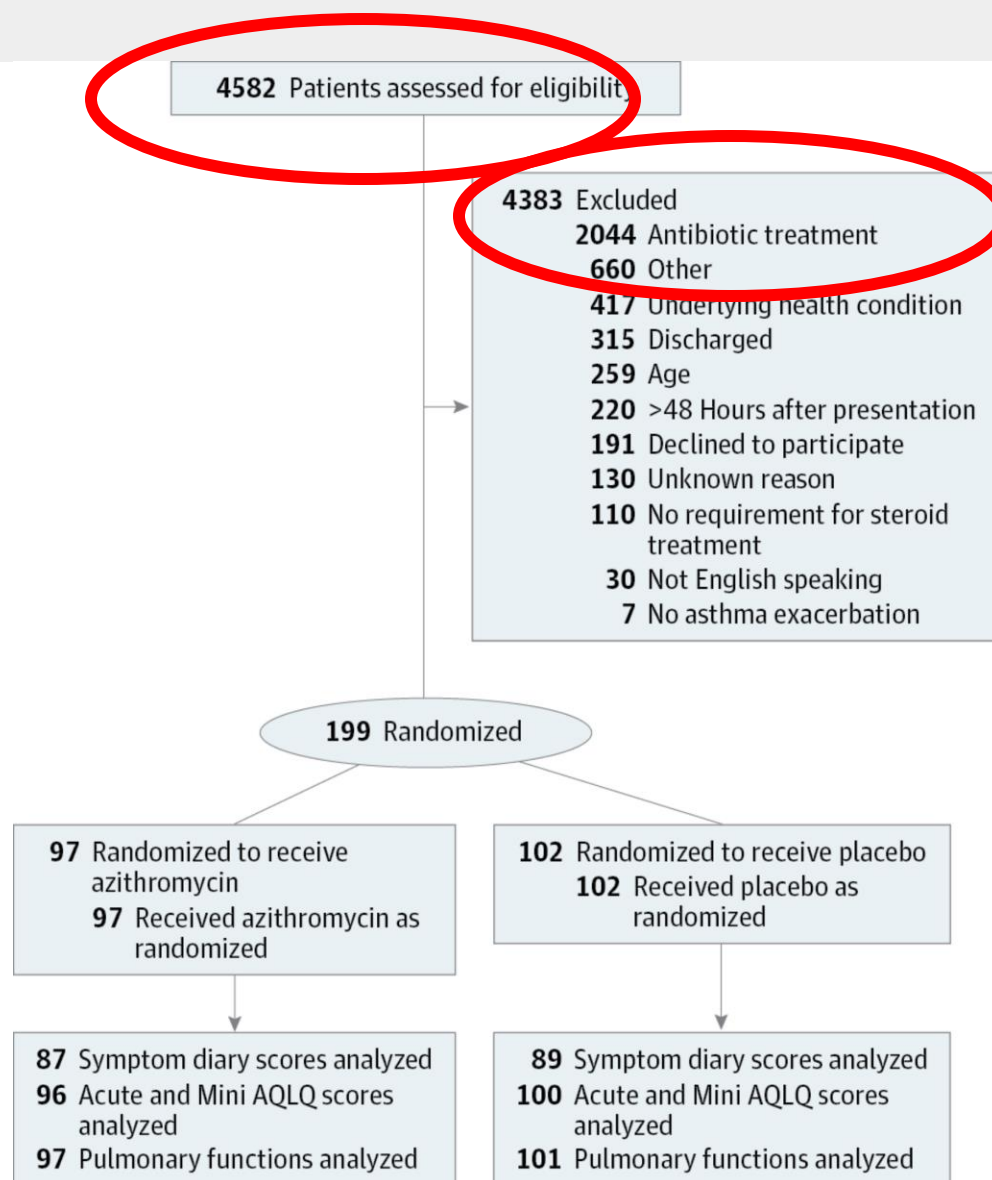 4582 Patients assessed for eligibility
4383 Excluded
2044 Antibiotic treatment
660 Other
417 Underlying health condition
315 Discharged
259 Age
220 >48 Hours after presentation
191 Declined to participate
130 Unknown reason
110 No requirement for steroid
treatment
30 Not English speaking
7 No asthma exacerbation
199 Randomized
97 Randomized to receive
azithromycin
97 Received azithromycin as
randomized
102 Randomized to receive placebo
102 Received placebo as
randomized
87 Symptom diary scores analyzed
96 Acute and Mini AQLQ scores
analyzed
97 Pulmonary functions analyzed
89 Symptom diary scores analyzed
100 Acute and Mini AQLQ scores
analyzed
101 Pulmonary functions analyzed